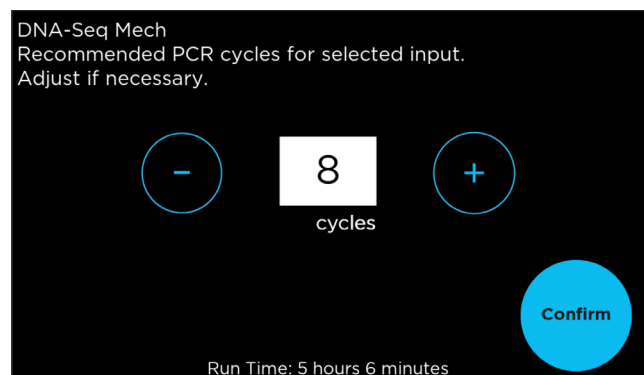 DNA-Seq Mech
Recommended PCR cycles for selected input.
Adjust if necessary.
− 8 +
cycles
Confirm
Run Time: 5 hours 6 minutes